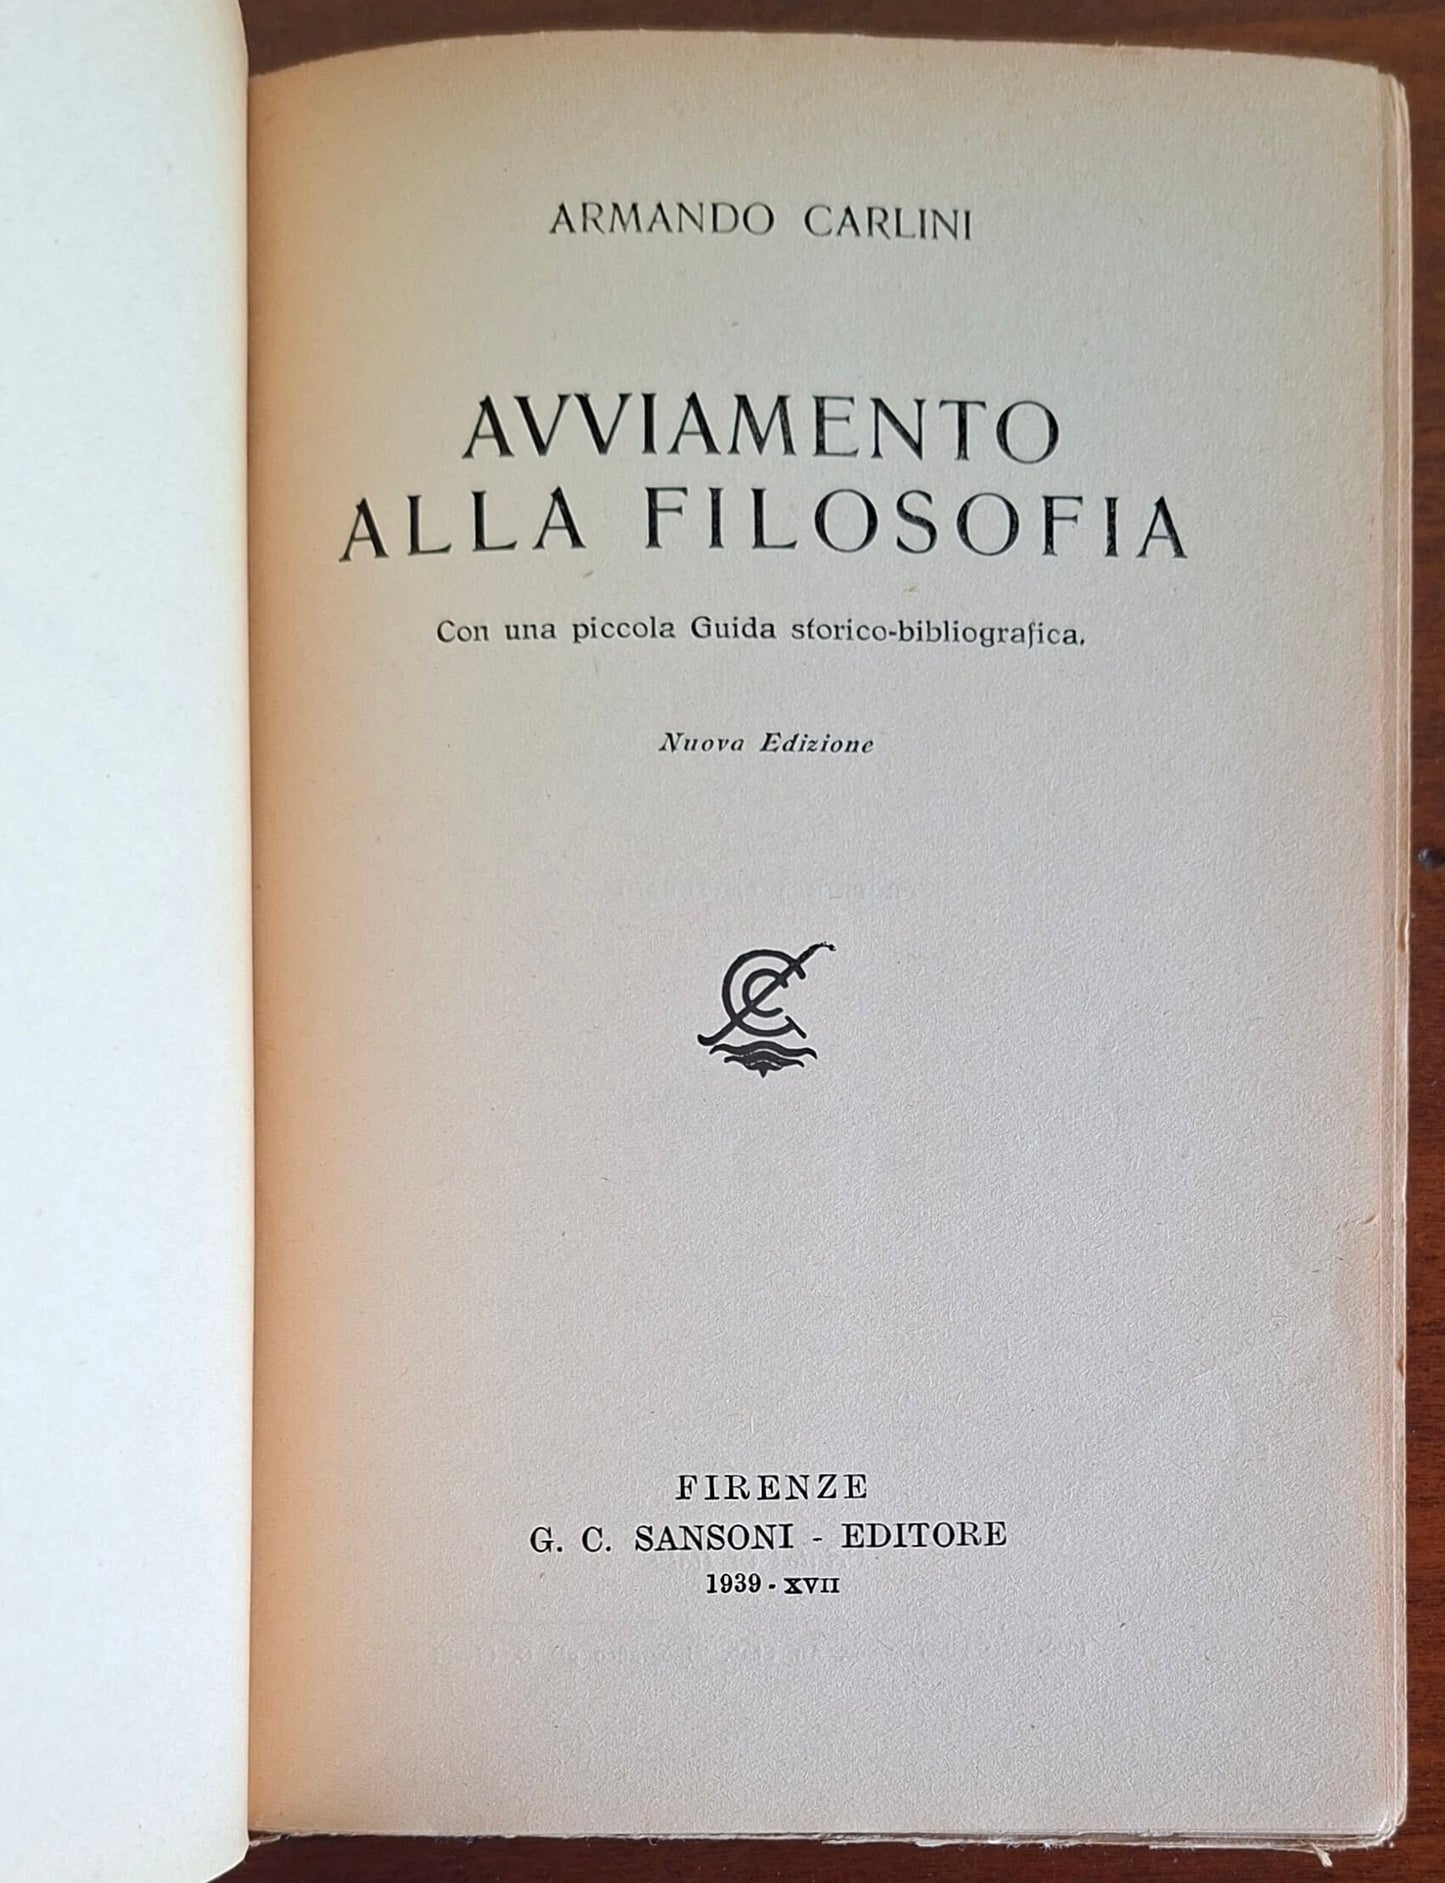 ARMANDO CARLINI
AVVIAMENTO
ALLA FILOSOFIA
Con una piccola Guida storico-bibliografica.
Nuova Edizione
FIRENZE
G. C. SANSONI - EDITORE
1939 - XVII